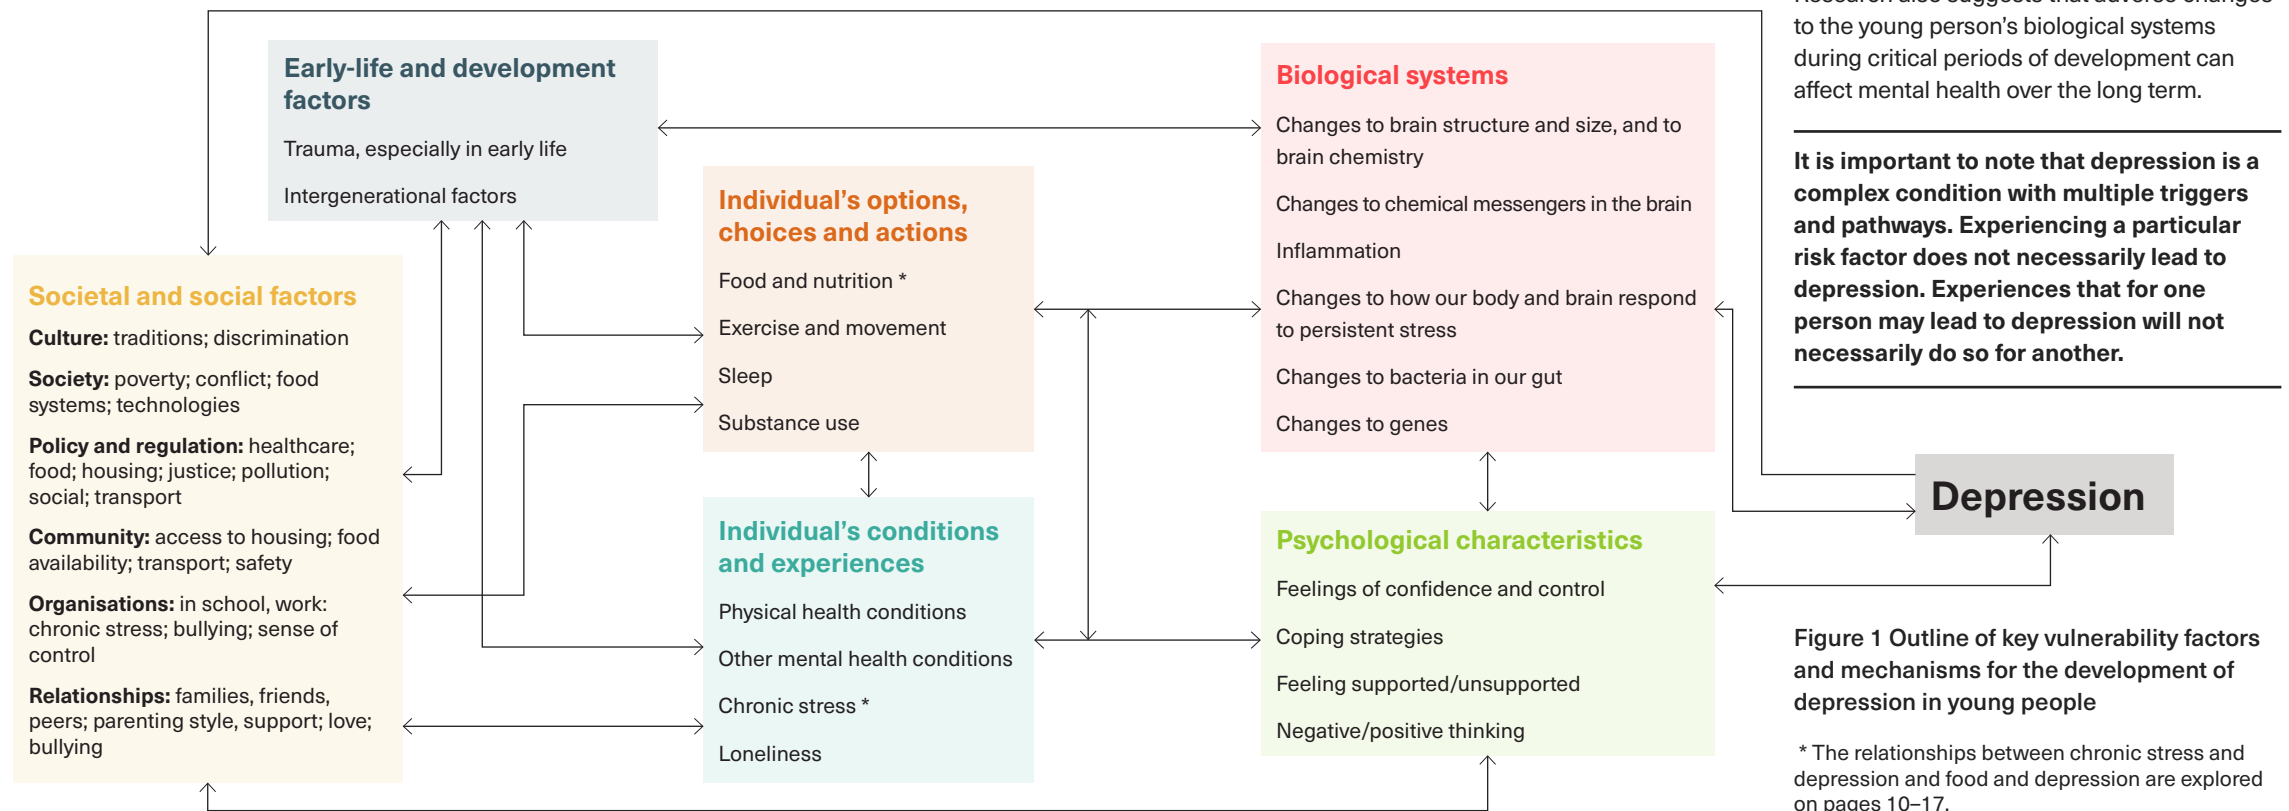 Early-life and development
factors
Trauma, especially in early life
Intergenerational factors
Societal and social factors
Culture: traditions; discrimination
Society: poverty; conflict; food
systems; technologies
Policy and regulation: healthcare;
food; housing; justice; pollution;
social; transport
Community: access to housing; food
availability; transport; safety
Organisations: in school, work:
chronic stress; bullying; sense of
control
Relationships: families, friends,
peers; parenting style, support; love;
bullying
Individual’s options,
choices and actions
Food and nutrition *
Exercise and movement
Sleep
Substance use
Individual’s conditions
and experiences
Physical health conditions
Other mental health conditions
Chronic stress *
Loneliness
Biological systems
Changes to brain structure and size, and to
brain chemistry
Changes to chemical messengers in the brain
Inflammation
Changes to how our body and brain respond
to persistent stress
Changes to bacteria in our gut
Changes to genes
Psychological characteristics
Feelings of confidence and control
Coping strategies
Feeling supported/unsupported
Negative/positive thinking
Depression
Research also suggests that adverse changes
to the young person’s biological systems
during critical periods of development can
affect mental health over the long term.
It is important to note that depression is a
complex condition with multiple triggers
and pathways. Experiencing a particular
risk factor does not necessarily lead to
depression. Experiences that for one
person may lead to depression will not
necessarily do so for another.
Figure 1 Outline of key vulnerability factors
and mechanisms for the development of
depression in young people
* The relationships between chronic stress and
depression and food and depression are explored
on pages 10–17.